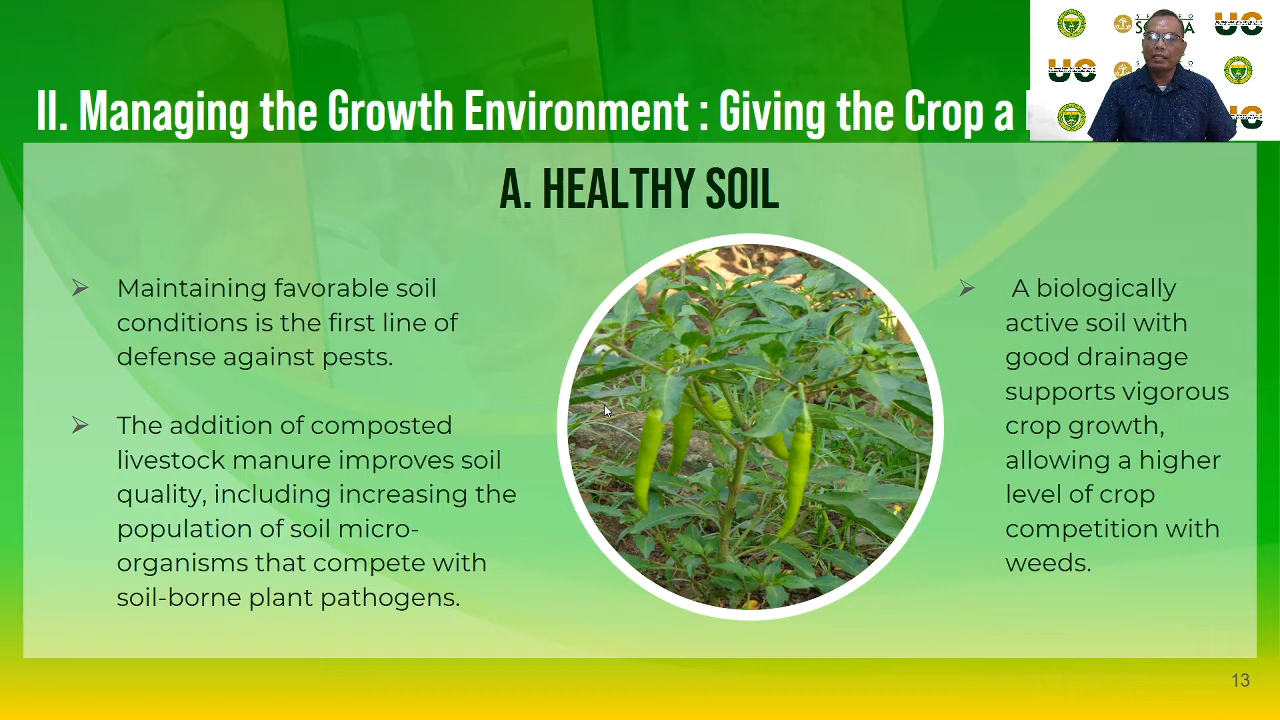 II. Managing the Growth Environment : Giving the Crop a
A. HEALTHY SOIL
➢ Maintaining favorable soil
conditions is the first line of
defense against pests.
➢ The addition of composted
livestock manure improves soil
quality, including increasing the
population of soil micro-
organisms that compete with
soil-borne plant pathogens.
➢ A biologically
active soil with
good drainage
supports vigorous
crop growth,
allowing a higher
level of crop
competition with
weeds.
13